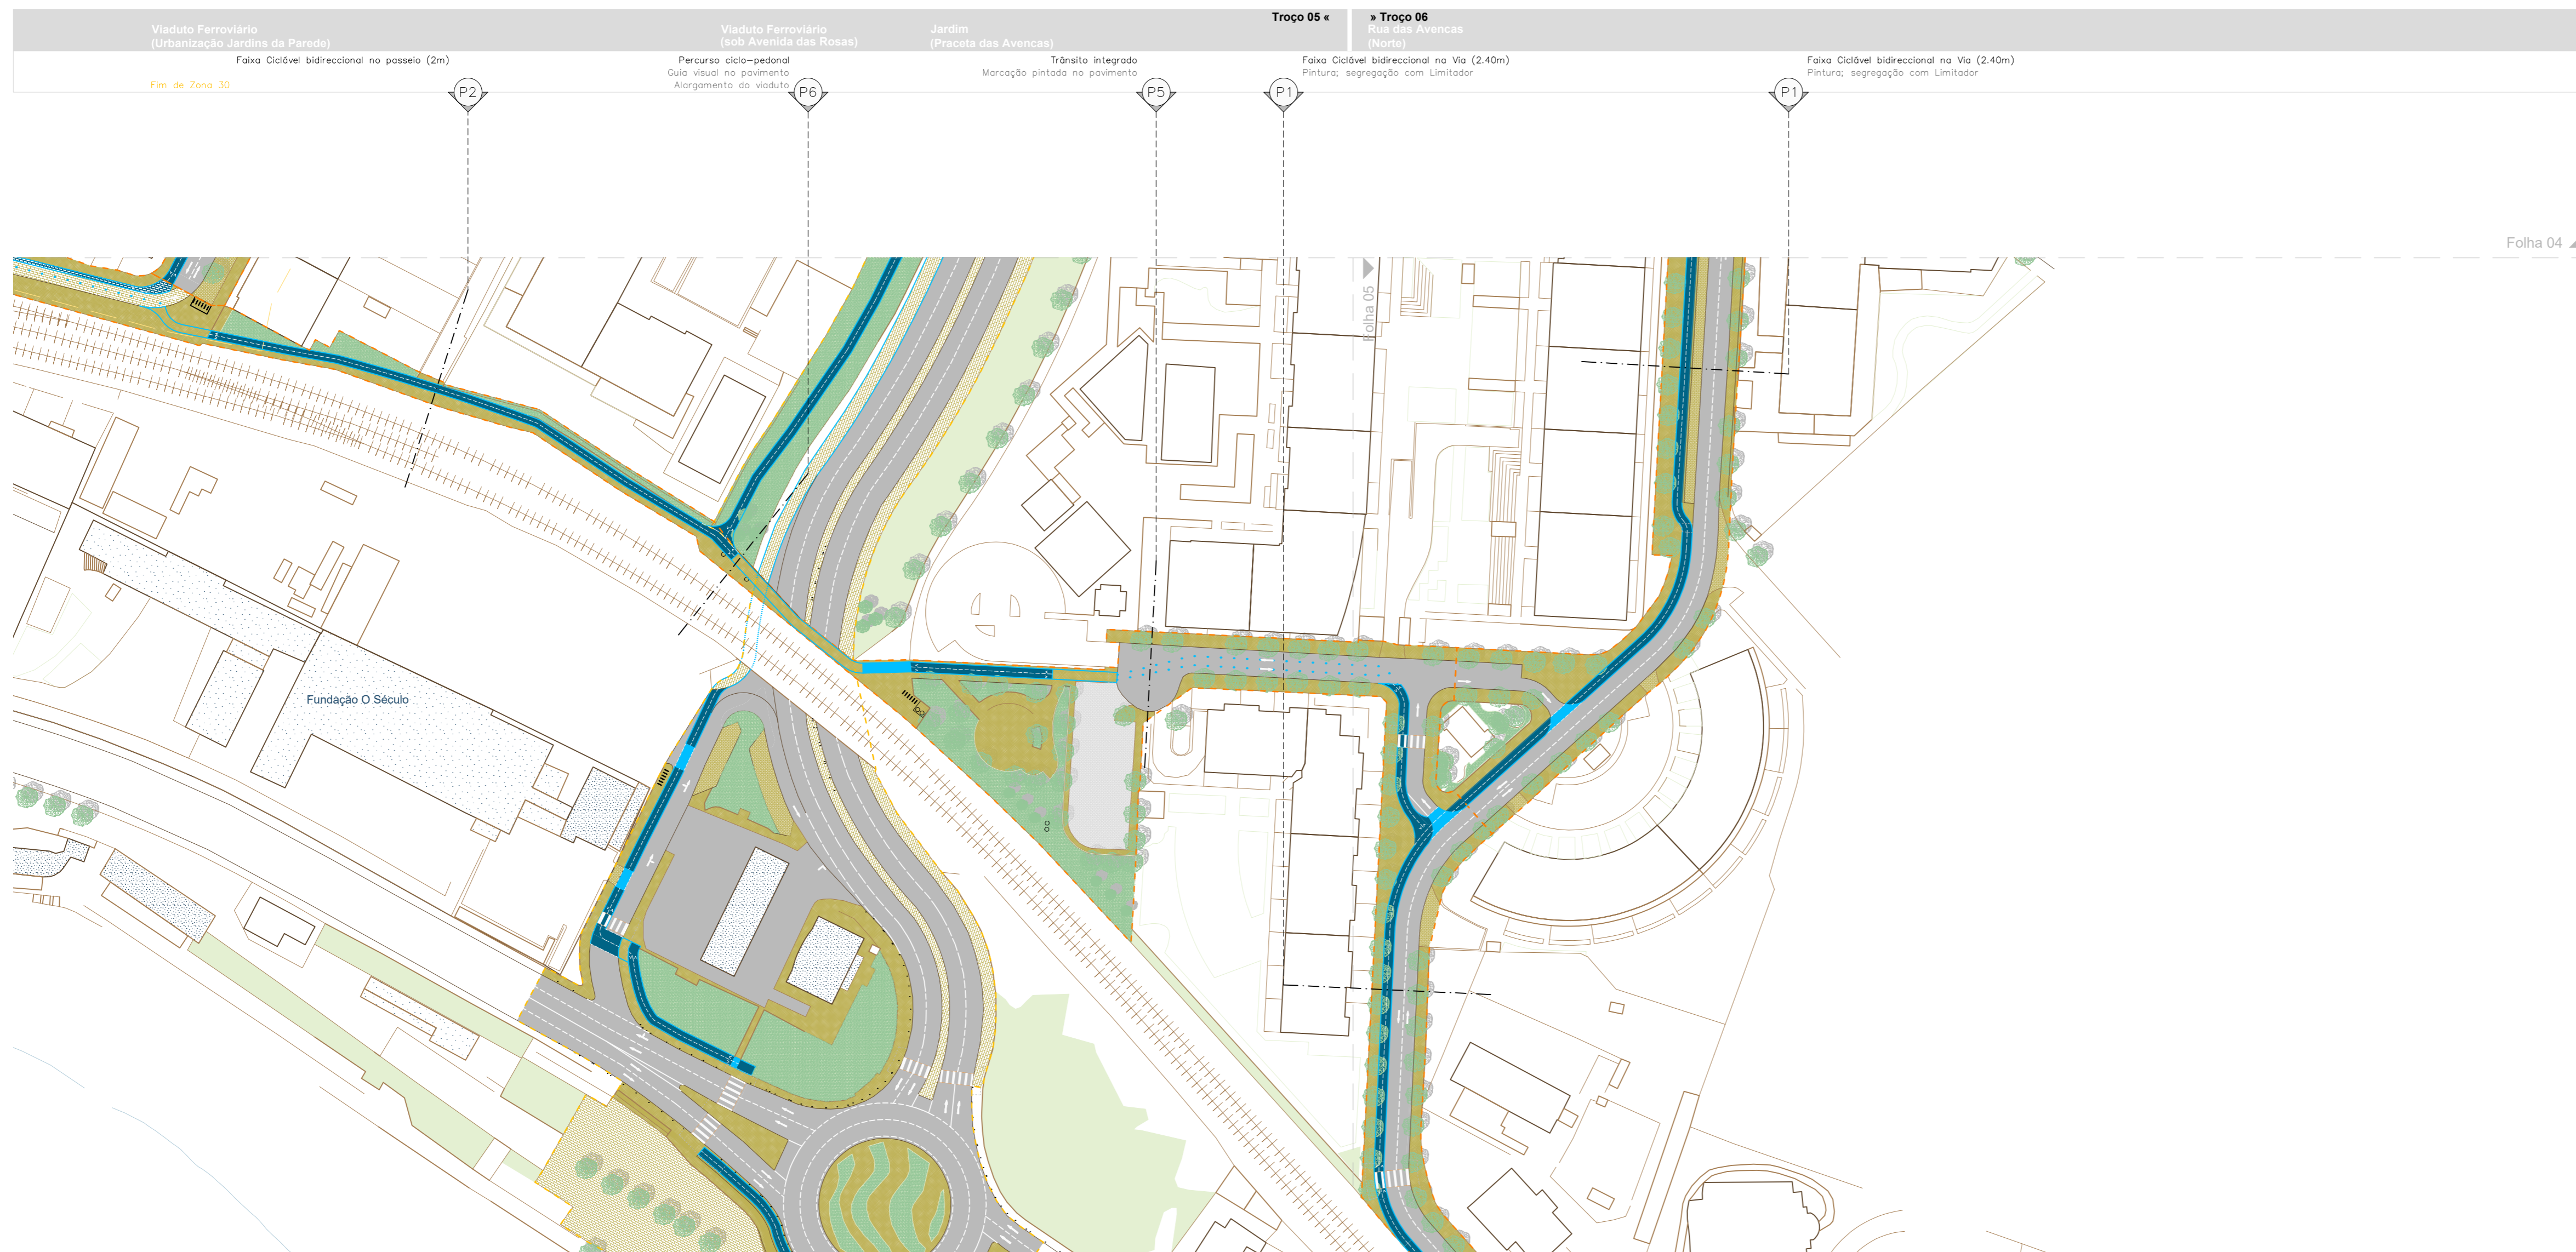 Troço 05 «
» Troço 06
Viaduto Ferroviário
(Urbanização Jardins da Parede)
Viaduto Ferroviário
(sob Avenida das Rosas)
Jardim
(Praceta das Avencas)
Rua das Avencas
(Norte)
Faixa Ciclável bidireccional no passeio (2m)
Fim de Zona 30
P2
Percurso ciclo-pedonal
Guia visual no pavimento
Alargamento do viaduto
P6
Trânsito integrado
Marcação pintada no pavimento
P5
P1
Faixa Ciclável bidireccional na Via (2.40m)
Pintura; segregação com Limitador
P1
Faixa Ciclável bidireccional na Via (2.40m)
Pintura; segregação com Limitador
Folha 04
Folha 05
Fundação O Século